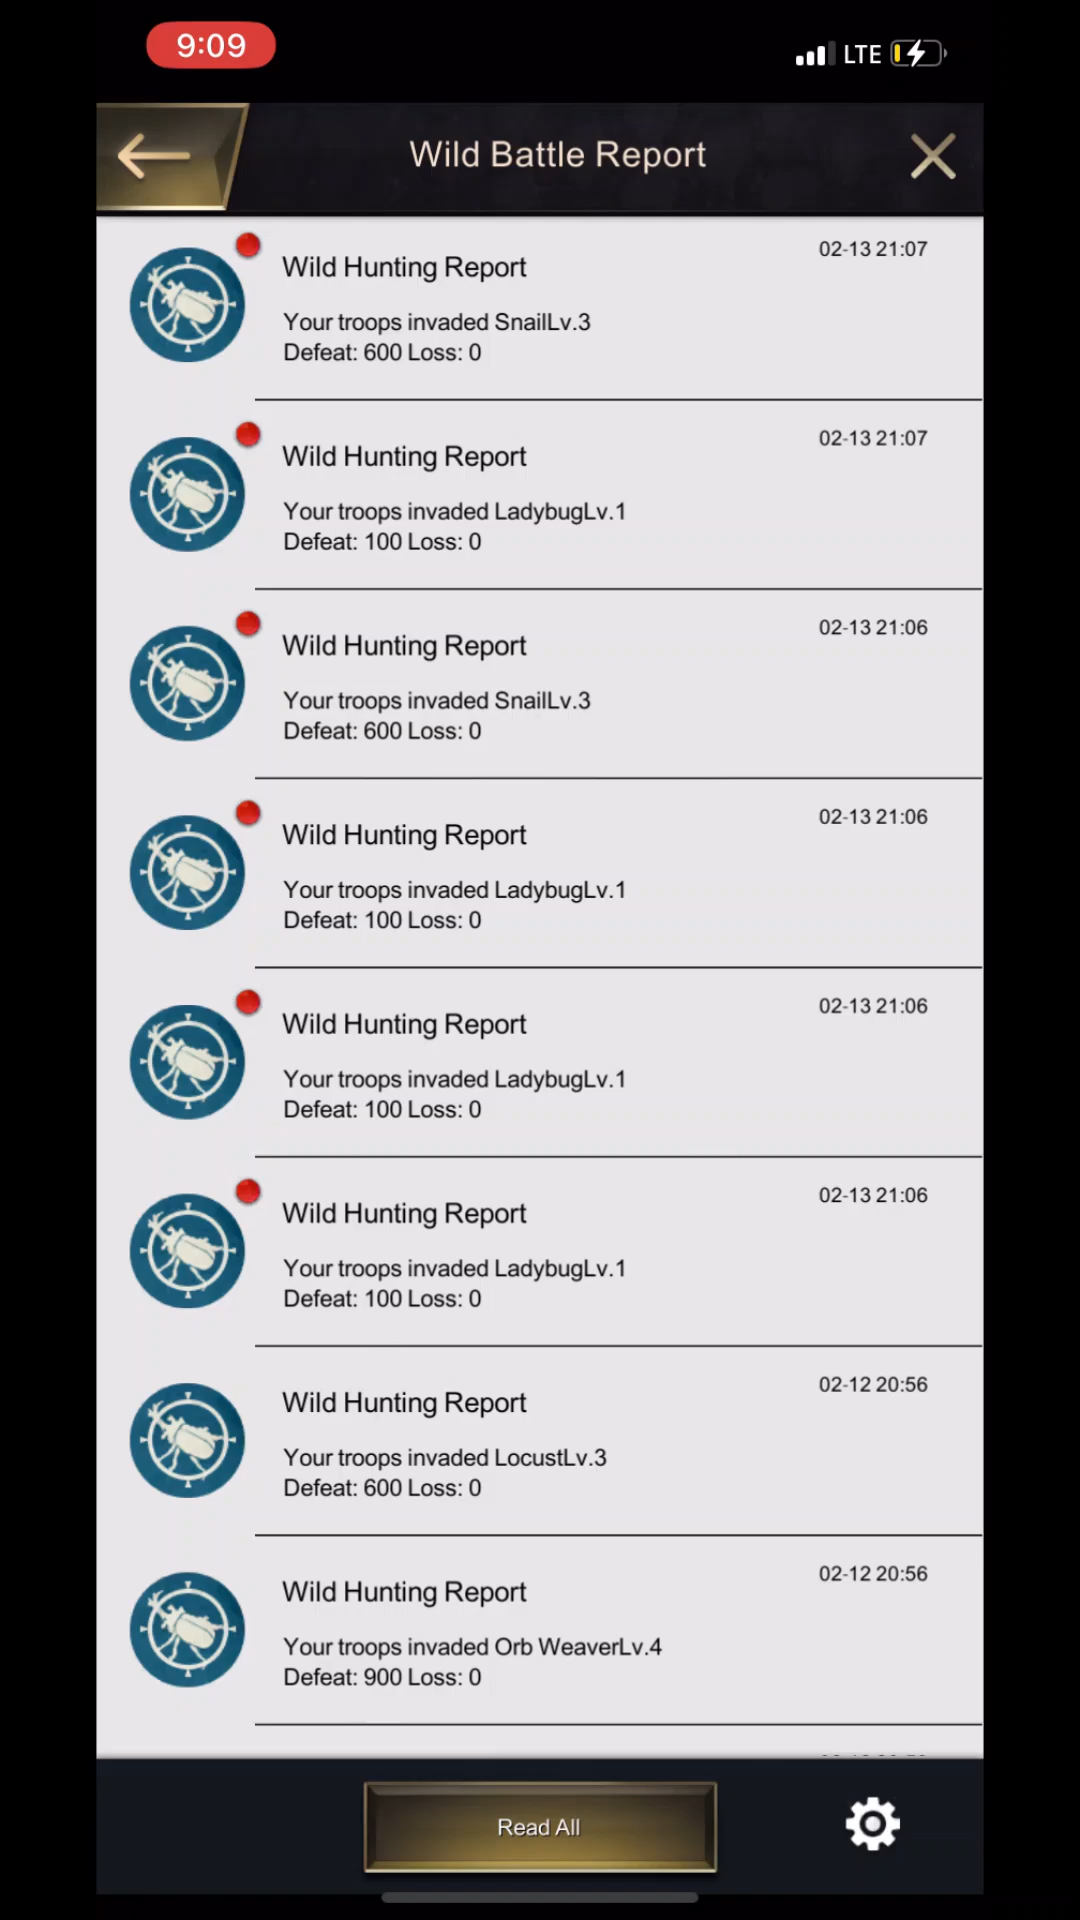 9:09
LTE
Wild Battle Report
Wild Hunting Report
02-13 21:07
Your troops invaded SnailLv.3
Defeat: 600 Loss: 0
Wild Hunting Report
02-13 21:07
Your troops invaded LadybugLv.1
Defeat: 100 Loss: 0
Wild Hunting Report
02-13 21:06
Your troops invaded SnailLv.3
Defeat: 600 Loss: 0
Wild Hunting Report
02-13 21:06
Your troops invaded LadybugLv.1
Defeat: 100 Loss: 0
Wild Hunting Report
02-13 21:06
Your troops invaded LadybugLv.1
Defeat: 100 Loss: 0
Wild Hunting Report
02-13 21:06
Your troops invaded LadybugLv.1
Defeat: 100 Loss: 0
Wild Hunting Report
02-12 20:56
Your troops invaded LocustLv.3
Defeat: 600 Loss: 0
Wild Hunting Report
02-12 20:56
Your troops invaded Orb WeaverLv.4
Defeat: 900 Loss: 0
Read All